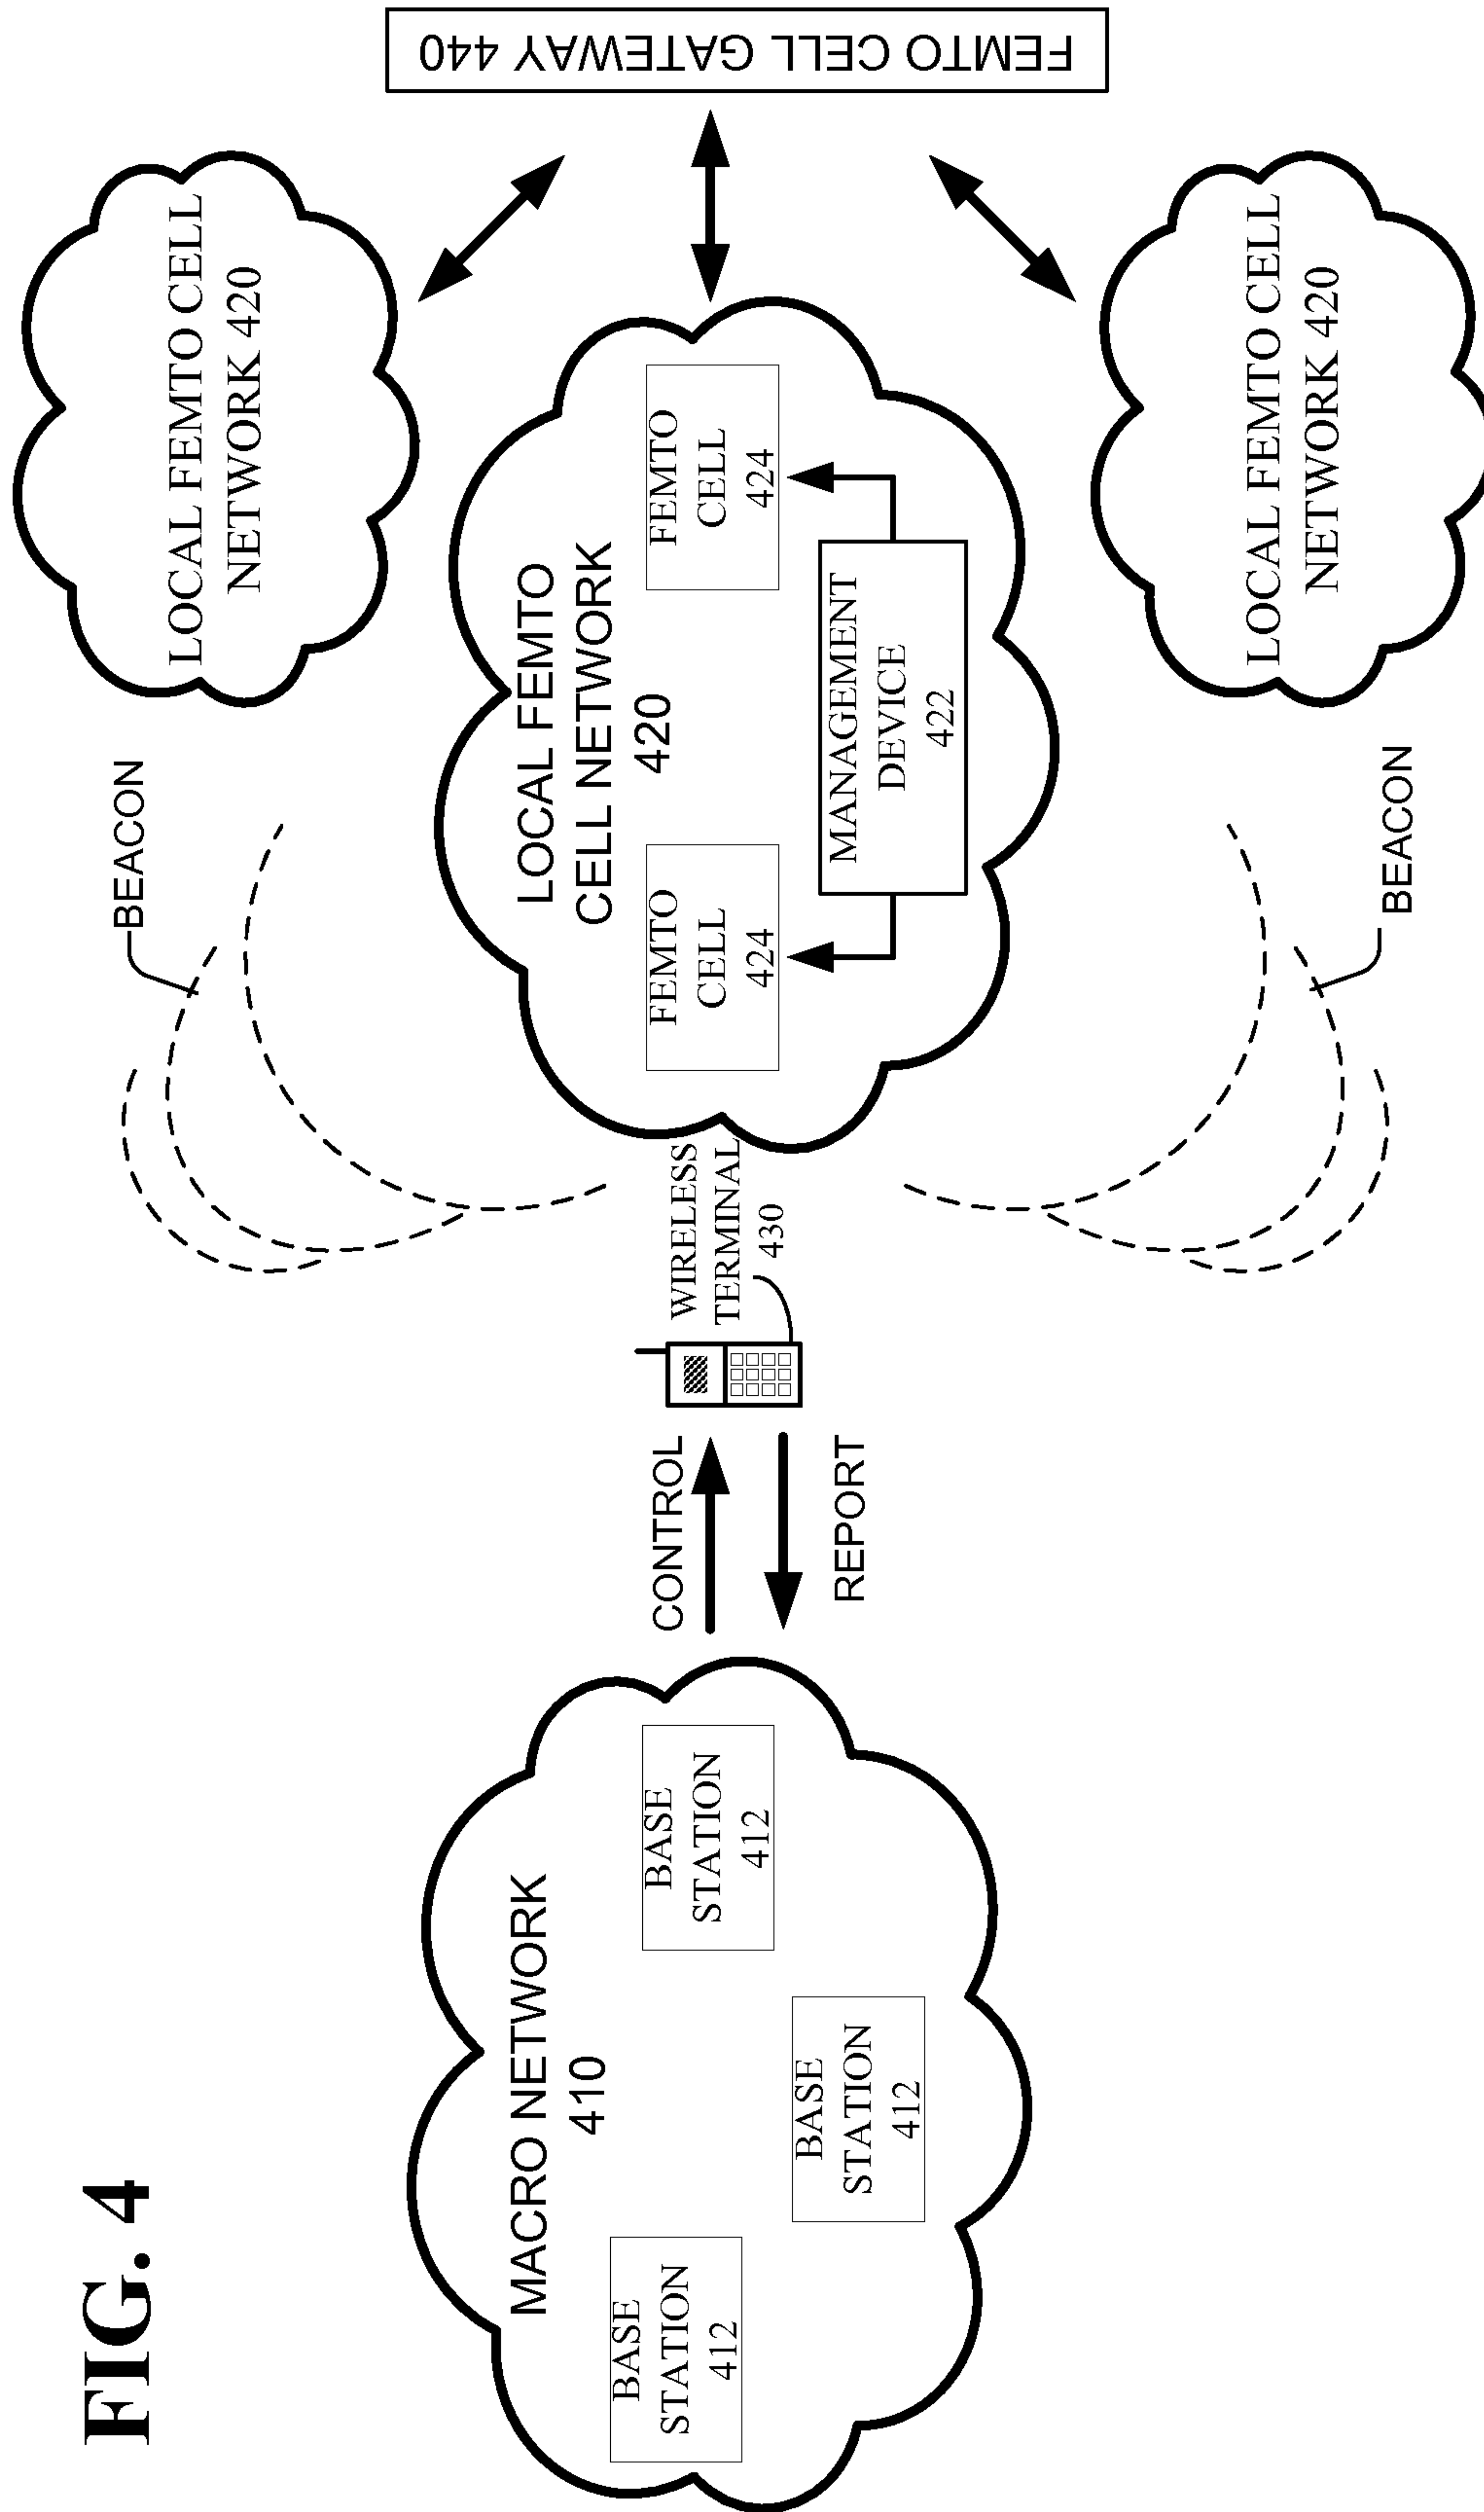 FIG. 4
MACRO NETWORK
410
BASE
STATION
412
BASE
STATION
412
BASE
STATION
412
CONTROL
REPORT
WIRELESS
TERMINAL
430
BEACON
BEACON
LOCAL FEMTO
CELL NETWORK
420
FEMTO
CELL
424
FEMTO
CELL
424
MANAGEMENT
DEVICE
422
LOCAL FEMTO CELL
NETWORK 420
LOCAL FEMTO CELL
NETWORK 420
FEMTO CELL GATEWAY 440